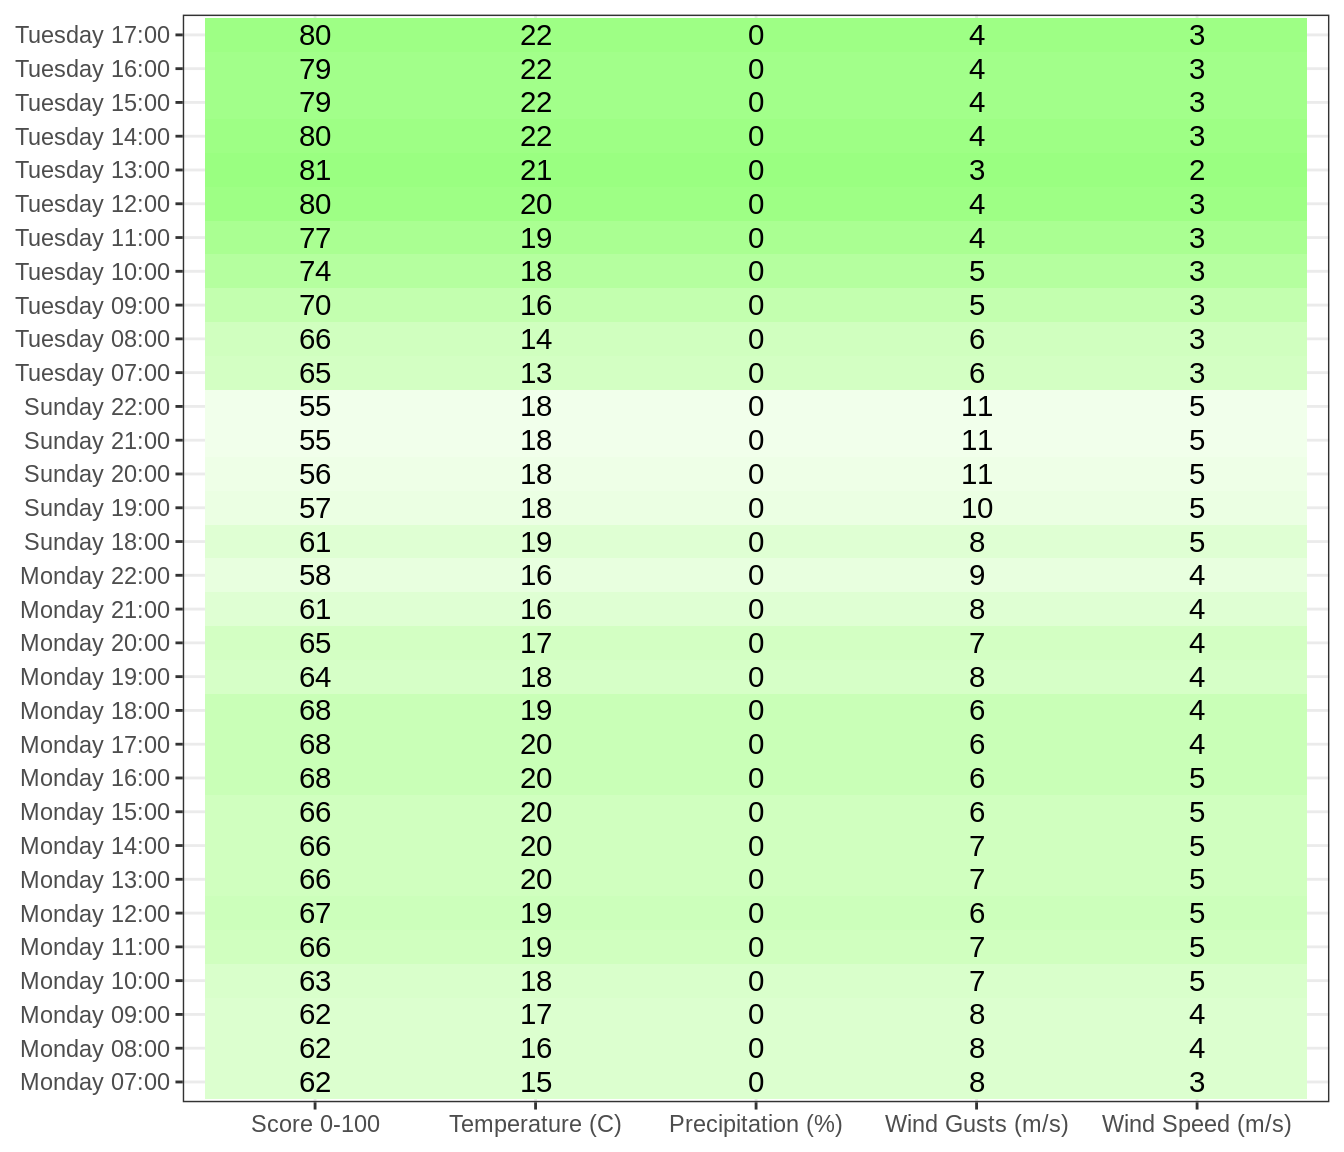 Tuesday 17:00 80 22 0 4 3
Tuesday 16:00 79 22 0 4 3
Tuesday 15:00 79 22 0 4 3
Tuesday 14:00 80 22 0 4 3
Tuesday 13:00 81 21 0 3 2
Tuesday 12:00 80 20 0 4 3
Tuesday 11:00 77 19 0 4 3
Tuesday 10:00 74 18 0 5 3
Tuesday 09:00 70 16 0 5 3
Tuesday 08:00 66 14 0 6 3
Tuesday 07:00 65 13 0 6 3
Sunday 22:00 55 18 0 11 5
Sunday 21:00 55 18 0 11 5
Sunday 20:00 56 18 0 11 5
Sunday 19:00 57 18 0 10 5
Sunday 18:00 61 19 0 8 5
Monday 22:00 58 16 0 9 4
Monday 21:00 61 16 0 8 4
Monday 20:00 65 17 0 7 4
Monday 19:00 64 18 0 8 4
Monday 18:00 68 19 0 6 4
Monday 17:00 68 20 0 6 4
Monday 16:00 68 20 0 6 5
Monday 15:00 66 20 0 6 5
Monday 14:00 66 20 0 7 5
Monday 13:00 66 20 0 7 5
Monday 12:00 67 19 0 6 5
Monday 11:00 66 19 0 7 5
Monday 10:00 63 18 0 7 5
Monday 09:00 62 17 0 8 4
Monday 08:00 62 16 0 8 4
Monday 07:00 62 15 0 8 3
Score 0-100 Temperature (C) Precipitation (%) Wind Gusts (m/s) Wind Speed (m/s)